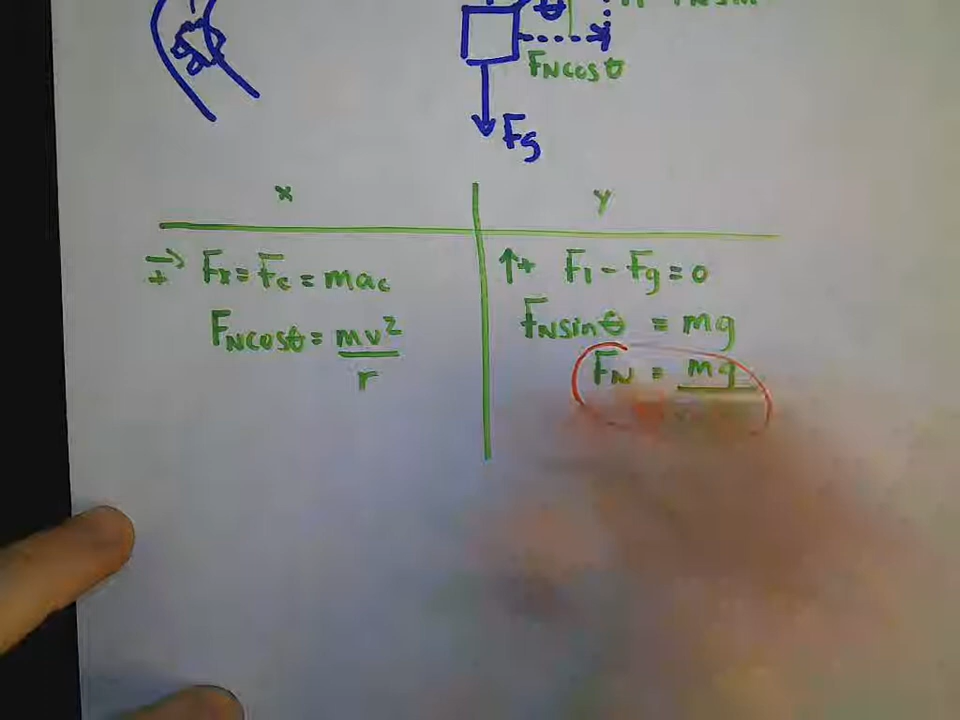 θ
FNcosθ
Fg
x
y
→+ Fx = Fc = mac
FNcosθ = mv²
r
↑+ F1 - Fg = 0
FNsinθ = mg
FN = mg